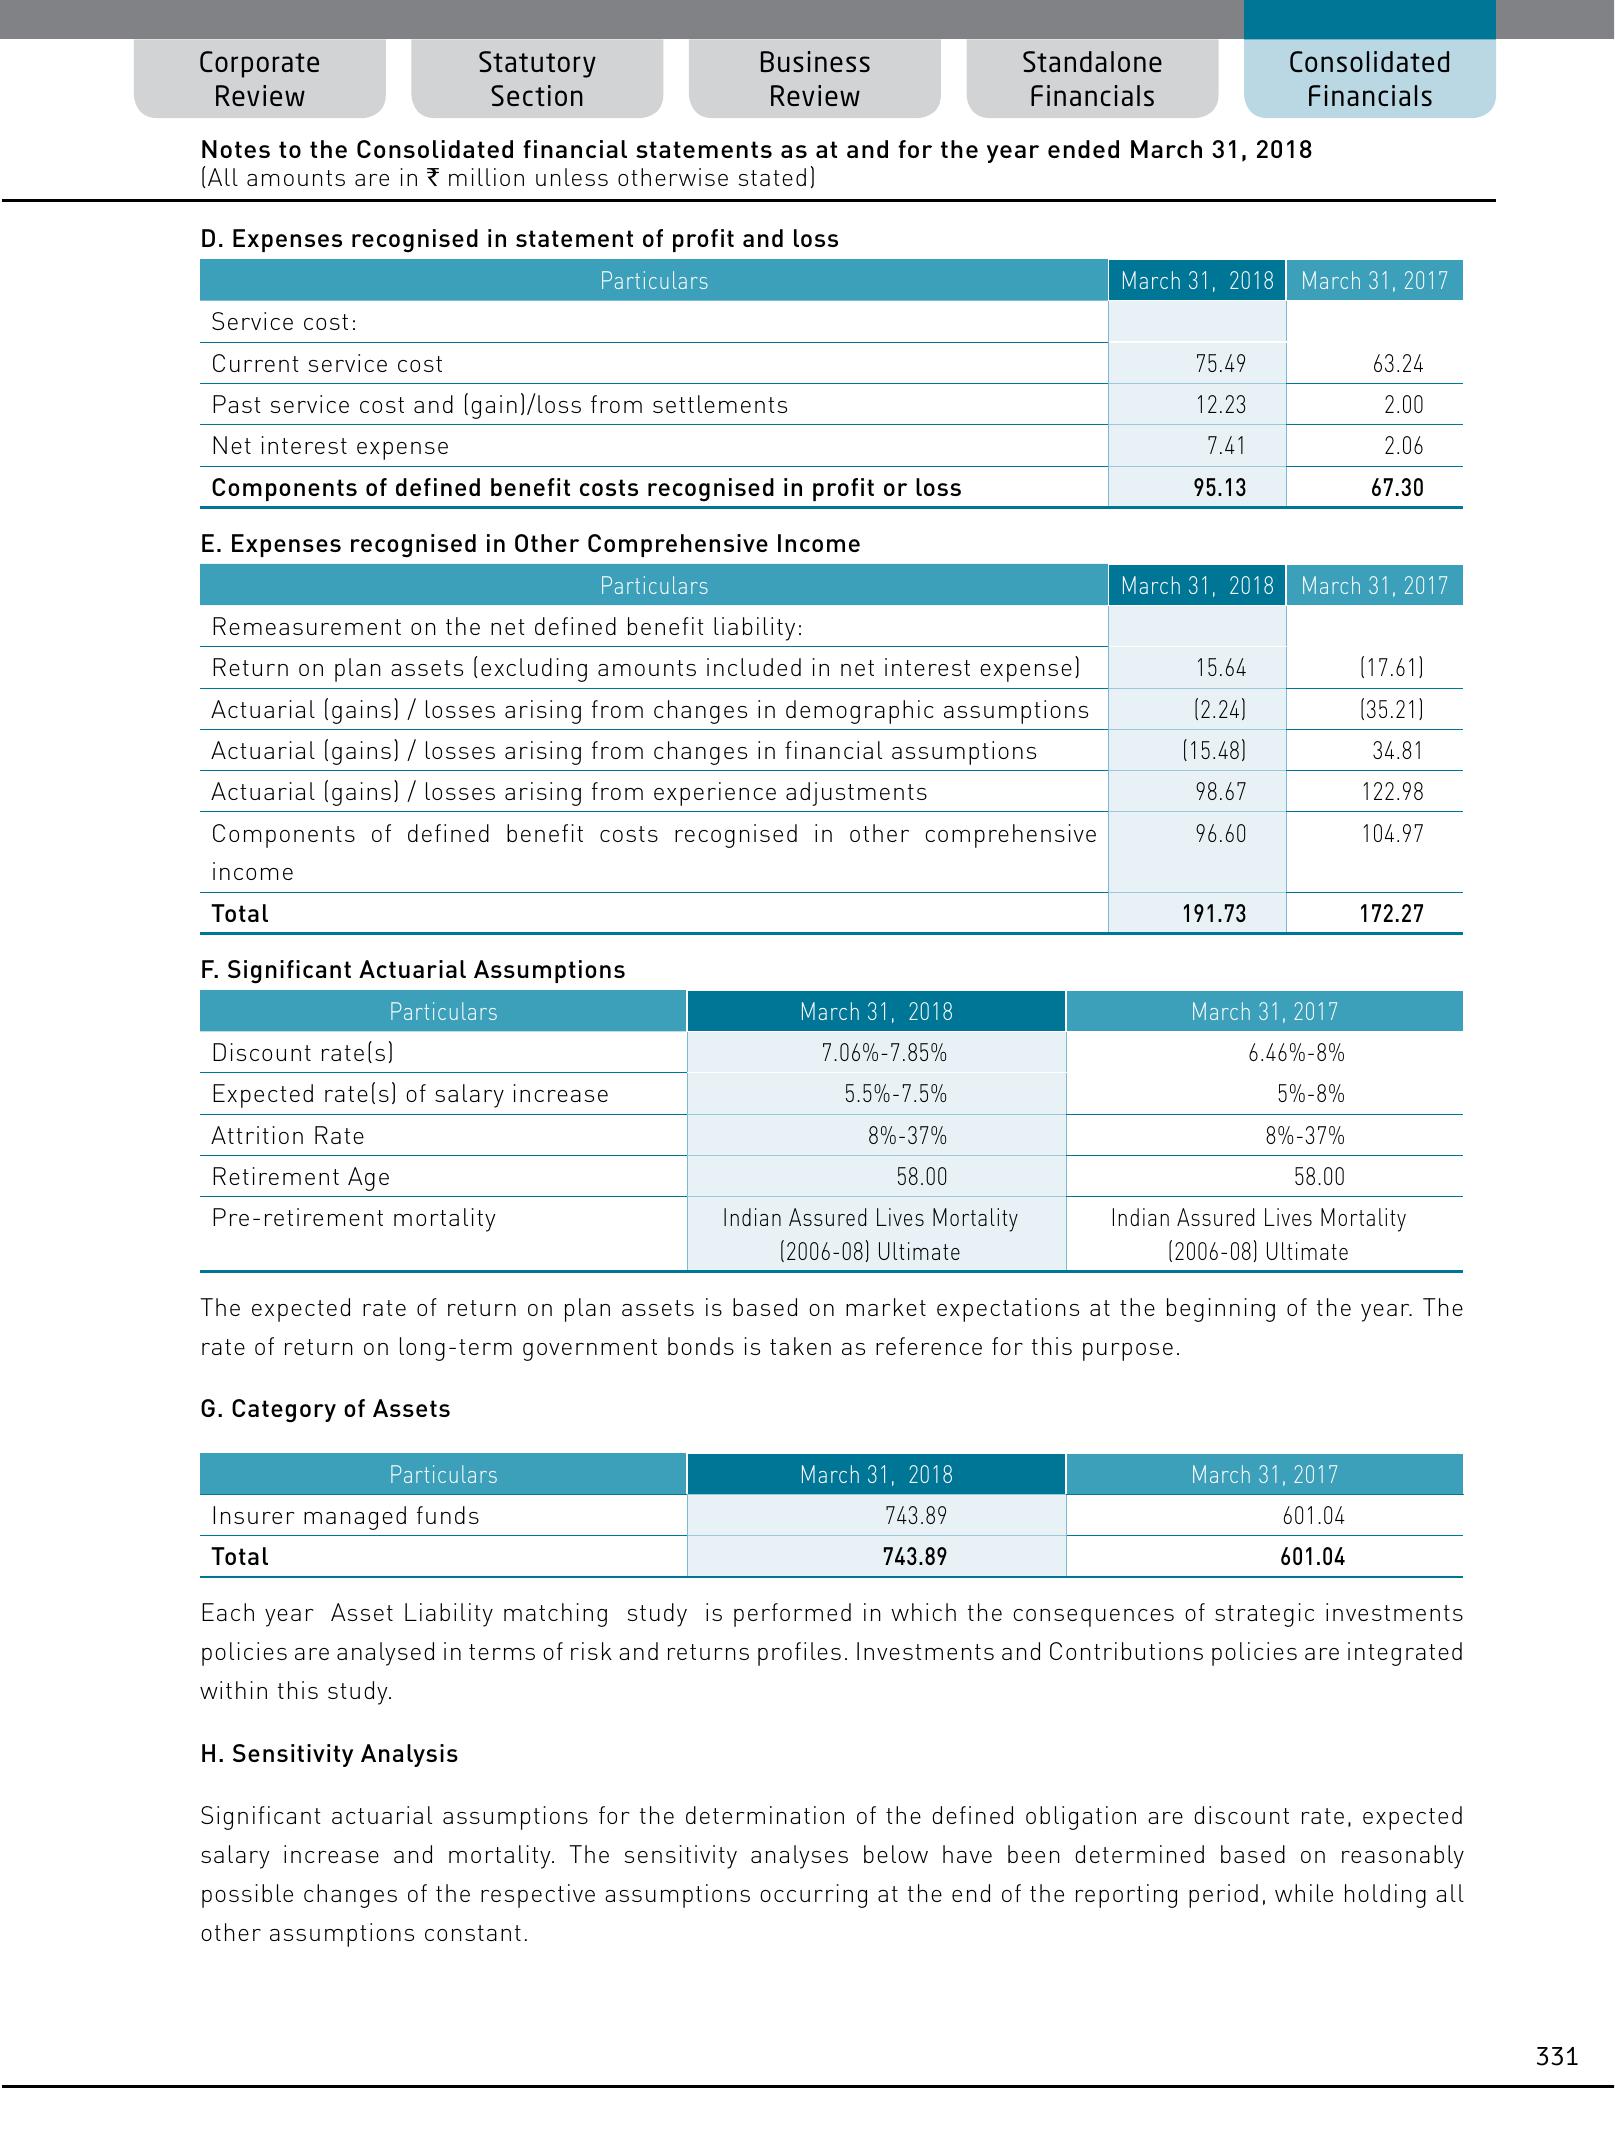 Corporate
Review
Statutory
Section
Business
Review
Standalone
Financials
Consolidated
Financials
Notes to the Consolidated financial statements as at and for the year ended March 31, 2018
(All amounts are in ₹ million unless otherwise stated)
D. Expenses recognised in statement of profit and loss
Particulars March 31, 2018 March 31, 2017
Service cost:
Current service cost 75.49 63.24
Past service cost and (gain)/loss from settlements 12.23 2.00
Net interest expense 7.41 2.06
Components of defined benefit costs recognised in profit or loss 95.13 67.30
E. Expenses recognised in Other Comprehensive Income
Particulars March 31, 2018 March 31, 2017
Remeasurement on the net defined benefit liability:
Return on plan assets (excluding amounts included in net interest expense) 15.64 (17.61)
Actuarial (gains) / losses arising from changes in demographic assumptions (2.24) (35.21)
Actuarial (gains) / losses arising from changes in financial assumptions (15.48) 34.81
Actuarial (gains) / losses arising from experience adjustments 98.67 122.98
Components of defined benefit costs recognised in other comprehensive 96.60 104.97
income
Total 191.73 172.27
F. Significant Actuarial Assumptions
Particulars March 31, 2018 March 31, 2017
Discount rate(s) 7.06%-7.85% 6.46%-8%
Expected rate(s) of salary increase 5.5%-7.5% 5%-8%
Attrition Rate 8%-37% 8%-37%
Retirement Age 58.00 58.00
Pre-retirement mortality Indian Assured Lives Mortality Indian Assured Lives Mortality
(2006-08) Ultimate (2006-08) Ultimate
The expected rate of return on plan assets is based on market expectations at the beginning of the year. The
rate of return on long-term government bonds is taken as reference for this purpose.
G. Category of Assets
Particulars March 31, 2018 March 31, 2017
Insurer managed funds 743.89 601.04
Total 743.89 601.04
Each year Asset Liability matching study is performed in which the consequences of strategic investments
policies are analysed in terms of risk and returns profiles. Investments and Contributions policies are integrated
within this study.
H. Sensitivity Analysis
Significant actuarial assumptions for the determination of the defined obligation are discount rate, expected
salary increase and mortality. The sensitivity analyses below have been determined based on reasonably
possible changes of the respective assumptions occurring at the end of the reporting period, while holding all
other assumptions constant.
331